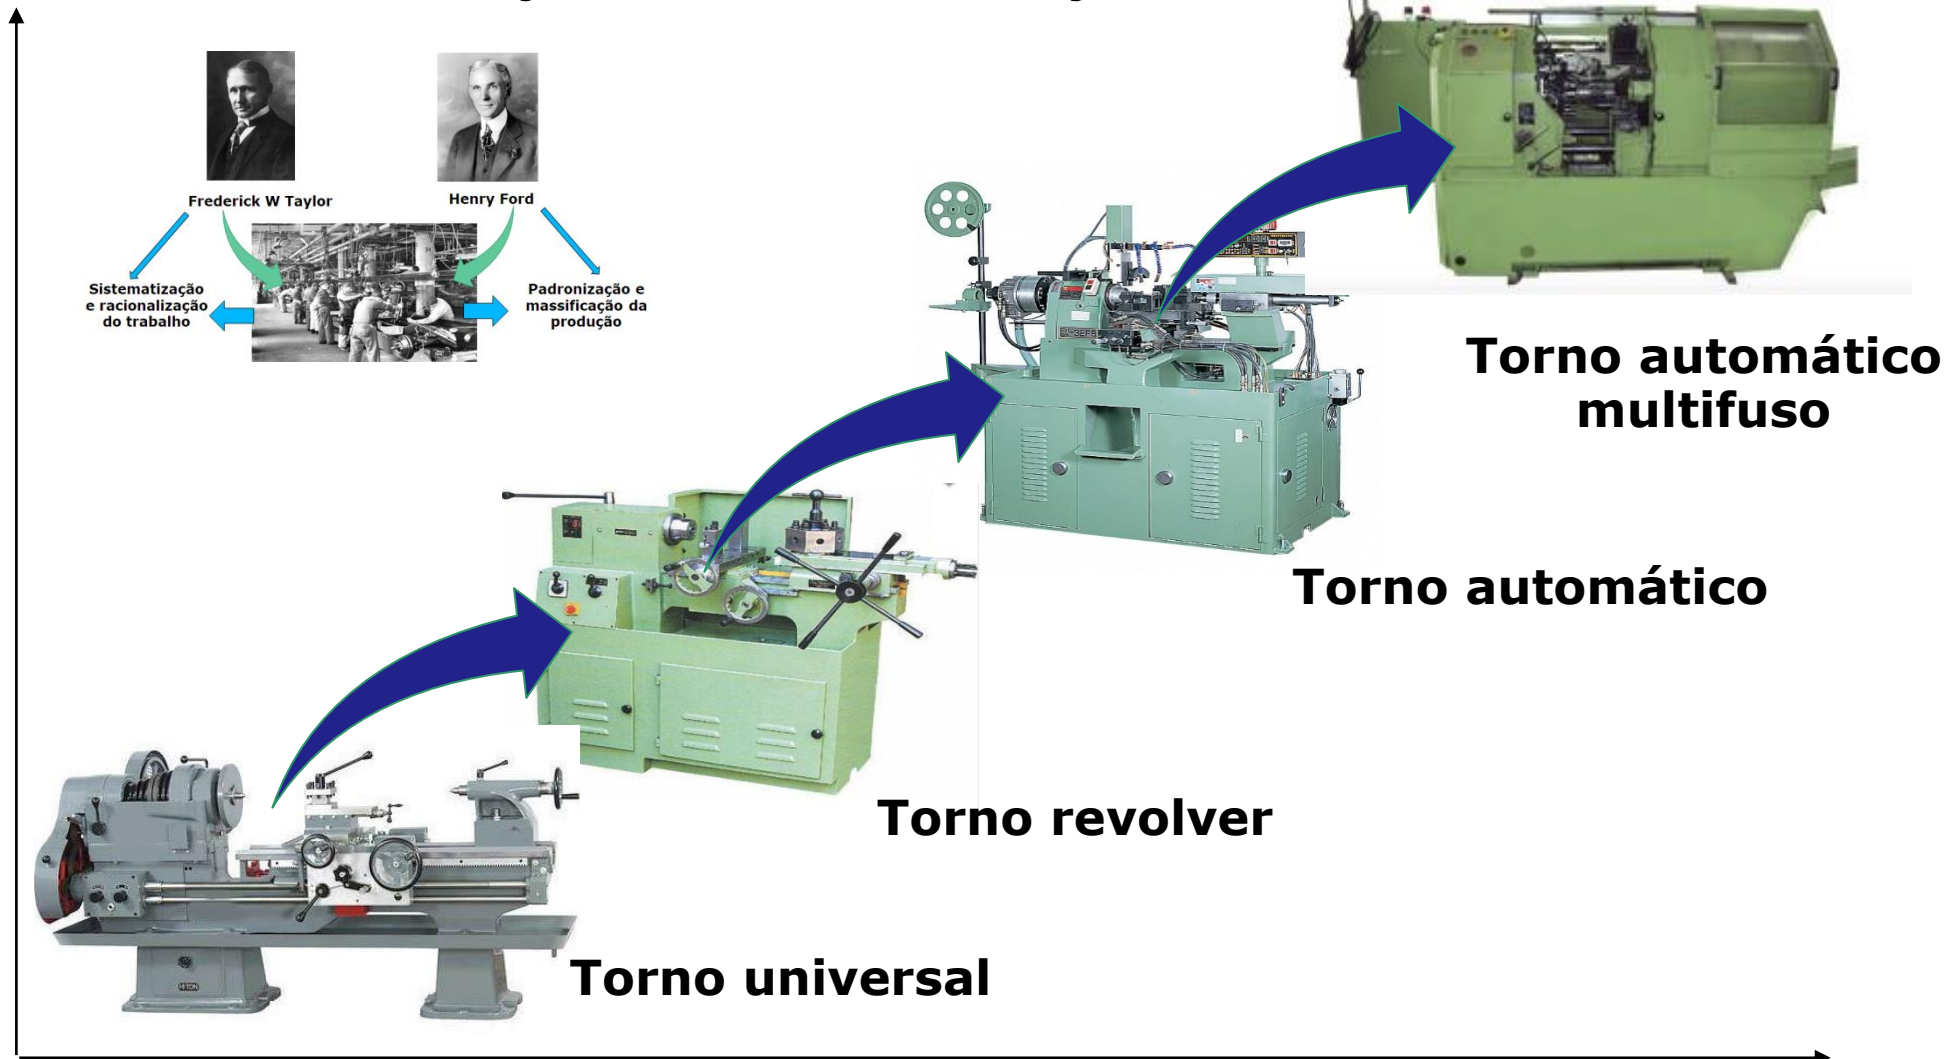 Frederick W Taylor
Henry Ford
Sistematização
e racionalização
do trabalho
Padronização e
massificação da
produção
Torno automático
multifuso
Torno automático
Torno revolver
Torno universal